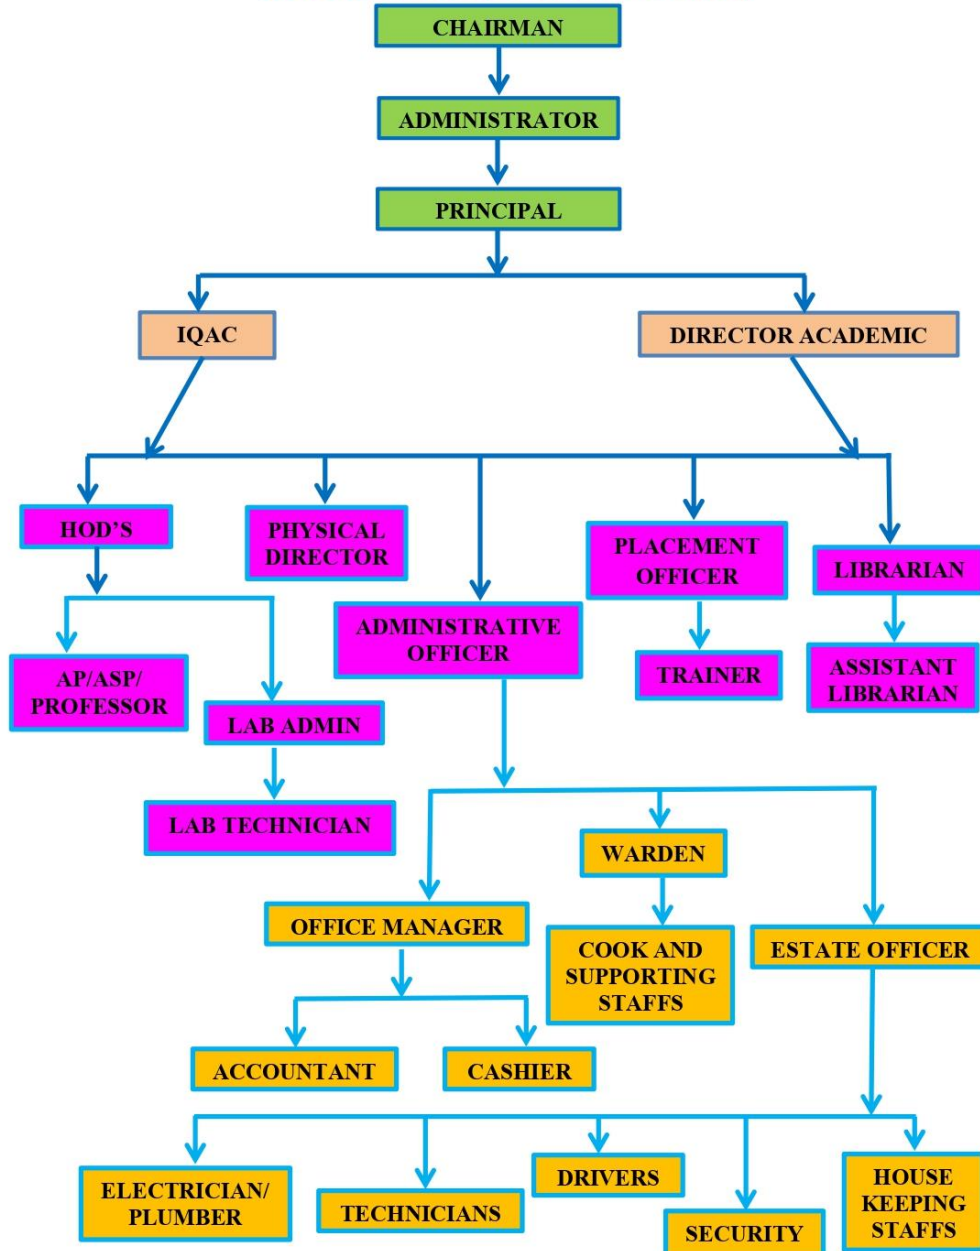 CHAIRMAN
ADMINISTRATOR
PRINCIPAL
IQAC
DIRECTOR ACADEMIC
HOD’S
PHYSICAL
DIRECTOR
PLACEMENT
OFFICER
LIBRARIAN
ADMINISTRATIVE
OFFICER
AP/ASP/
PROFESSOR
TRAINER
ASSISTANT
LIBRARIAN
LAB ADMIN
LAB TECHNICIAN
WARDEN
OFFICE MANAGER
COOK AND
SUPPORTING
STAFFS
ESTATE OFFICER
ACCOUNTANT
CASHIER
ELECTRICIAN/
PLUMBER
TECHNICIANS
DRIVERS
SECURITY
HOUSE
KEEPING
STAFFS